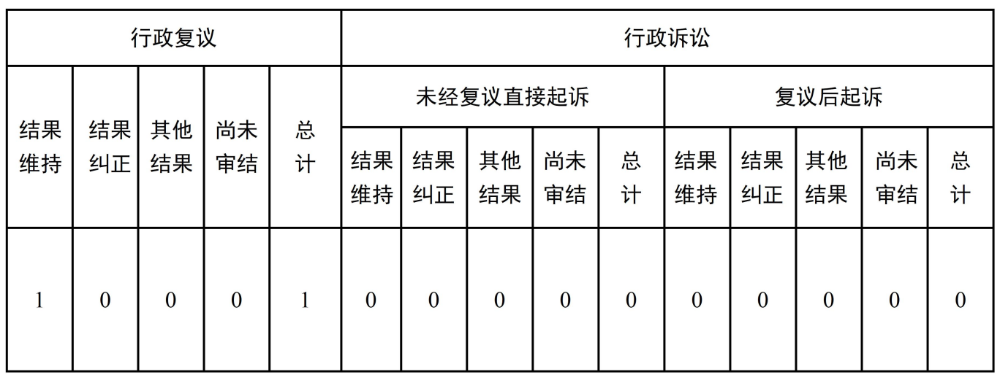 行政复议 行政诉讼
未经复议直接起诉 复议后起诉
结果 结果 其他 尚未 总
维持 纠正 结果 审结 计
结果 结果 其他 尚未 总 结果 结果 其他 尚未 总
维持 纠正 结果 审结 计 维持 纠正 结果 审结 计
1 0 0 0 1 0 0 0 0 0 0 0 0 0 0